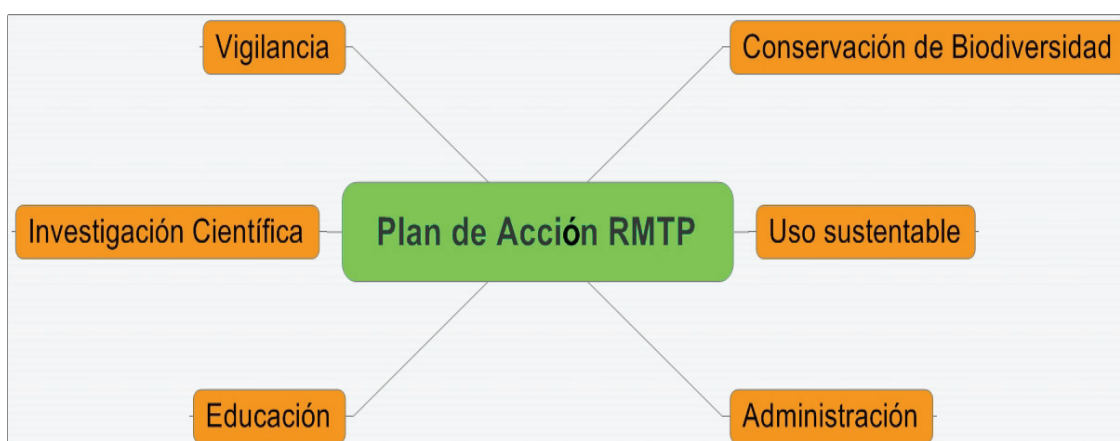 Vigilancia
Conservación de Biodiversidad
Investigación Científica
Plan de Acción RMTP
Uso sustentable
Educación
Administración